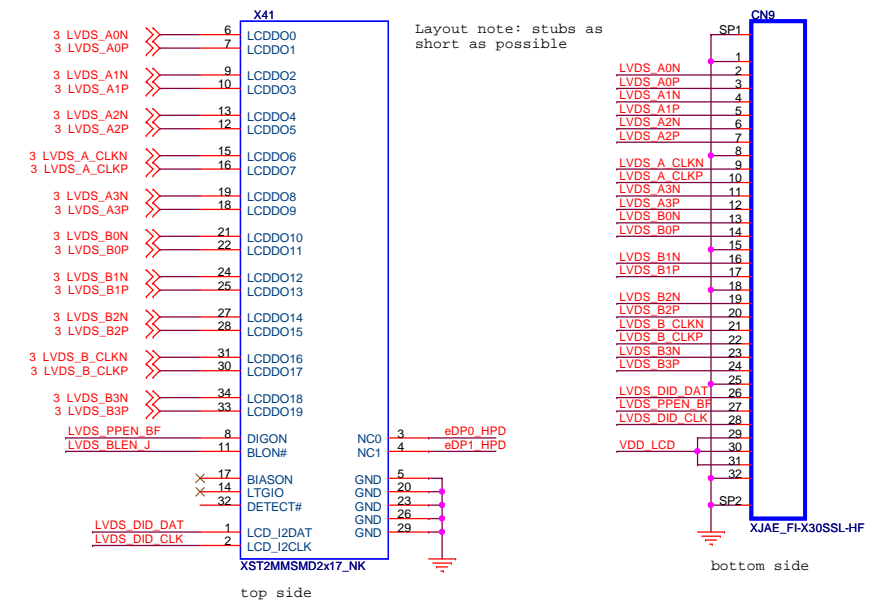 X41
CN9
Layout note: stubs as
short as possible
3 LVDS_A0N 6 LCDDO0
3 LVDS_A0P 7 LCDDO1
3 LVDS_A1N 9 LCDDO2
3 LVDS_A1P 10 LCDDO3
3 LVDS_A2N 13 LCDDO4
3 LVDS_A2P 12 LCDDO5
3 LVDS_A_CLKN 15 LCDDO6
3 LVDS_A_CLKP 16 LCDDO7
3 LVDS_A3N 19 LCDDO8
3 LVDS_A3P 18 LCDDO9
3 LVDS_B0N 21 LCDDO10
3 LVDS_B0P 22 LCDDO11
3 LVDS_B1N 24 LCDDO12
3 LVDS_B1P 25 LCDDO13
3 LVDS_B2N 27 LCDDO14
3 LVDS_B2P 28 LCDDO15
3 LVDS_B_CLKN 31 LCDDO16
3 LVDS_B_CLKP 30 LCDDO17
3 LVDS_B3N 34 LCDDO18
3 LVDS_B3P 33 LCDDO19
LVDS_PPEN_BF 8 DIGON NC0 3 eDP0_HPD
LVDS_BLEN_J 11 BLON# NC1 4 eDP1_HPD
17 BIASON GND 5
14 LTGIO GND 20
32 DETECT# GND 23
GND 26
LVDS_DID_DAT 1 LCD_I2DAT GND 29
LVDS_DID_CLK 2 LCD_I2CLK
XST2MMSMD2x17_NK
top side
SP1
1
LVDS_A0N 2
LVDS_A0P 3
LVDS_A1N 4
LVDS_A1P 5
LVDS_A2N 6
LVDS_A2P 7
8
LVDS_A_CLKN 9
LVDS_A_CLKP 10
LVDS_A3N 11
LVDS_A3P 12
LVDS_B0N 13
LVDS_B0P 14
15
LVDS_B1N 16
LVDS_B1P 17
18
LVDS_B2N 19
LVDS_B2P 20
LVDS_B_CLKN 21
LVDS_B_CLKP 22
LVDS_B3N 23
LVDS_B3P 24
25
LVDS_DID_DAT 26
LVDS_PPEN_BF 27
LVDS_DID_CLK 28
29
VDD_LCD 30
31
32
SP2
XJAE_FI-X30SSL-HF
bottom side